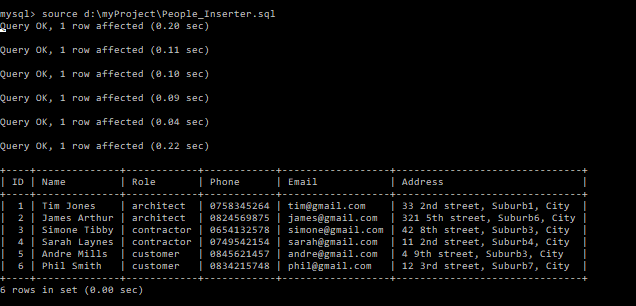 mysql> source d:\myProject\People_Inserter.sql
Query OK, 1 row affected (0.20 sec)
Query OK, 1 row affected (0.11 sec)
Query OK, 1 row affected (0.10 sec)
Query OK, 1 row affected (0.09 sec)
Query OK, 1 row affected (0.04 sec)
Query OK, 1 row affected (0.22 sec)
+----+--------------+------------+------------+------------------+------------------------------+
| ID | Name         | Role       | Phone      | Email            | Address                      |
+----+--------------+------------+------------+------------------+------------------------------+
|  1 | Tim Jones    | architect  | 0758345264 | tim@gmail.com    | 33 2nd street, Suburb1, City |
|  2 | James Arthur | architect  | 0824569875 | james@gmail.com  | 321 5th street, Suburb6, City |
|  3 | Simone Tibby | contractor | 0654132578 | simone@gmail.com | 42 8th street, Suburb3, City |
|  4 | Sarah Laynes | contractor | 0749542154 | sarah@gmail.com  | 11 2nd street, Suburb4, City |
|  5 | Andre Mills  | customer   | 0845621457 | andre@gmail.com  | 4 9th street, Suburb3, City  |
|  6 | Phil Smith   | customer   | 0834215748 | phil@gmail.com   | 12 3rd street, Suburb7, City |
+----+--------------+------------+------------+------------------+------------------------------+
6 rows in set (0.00 sec)